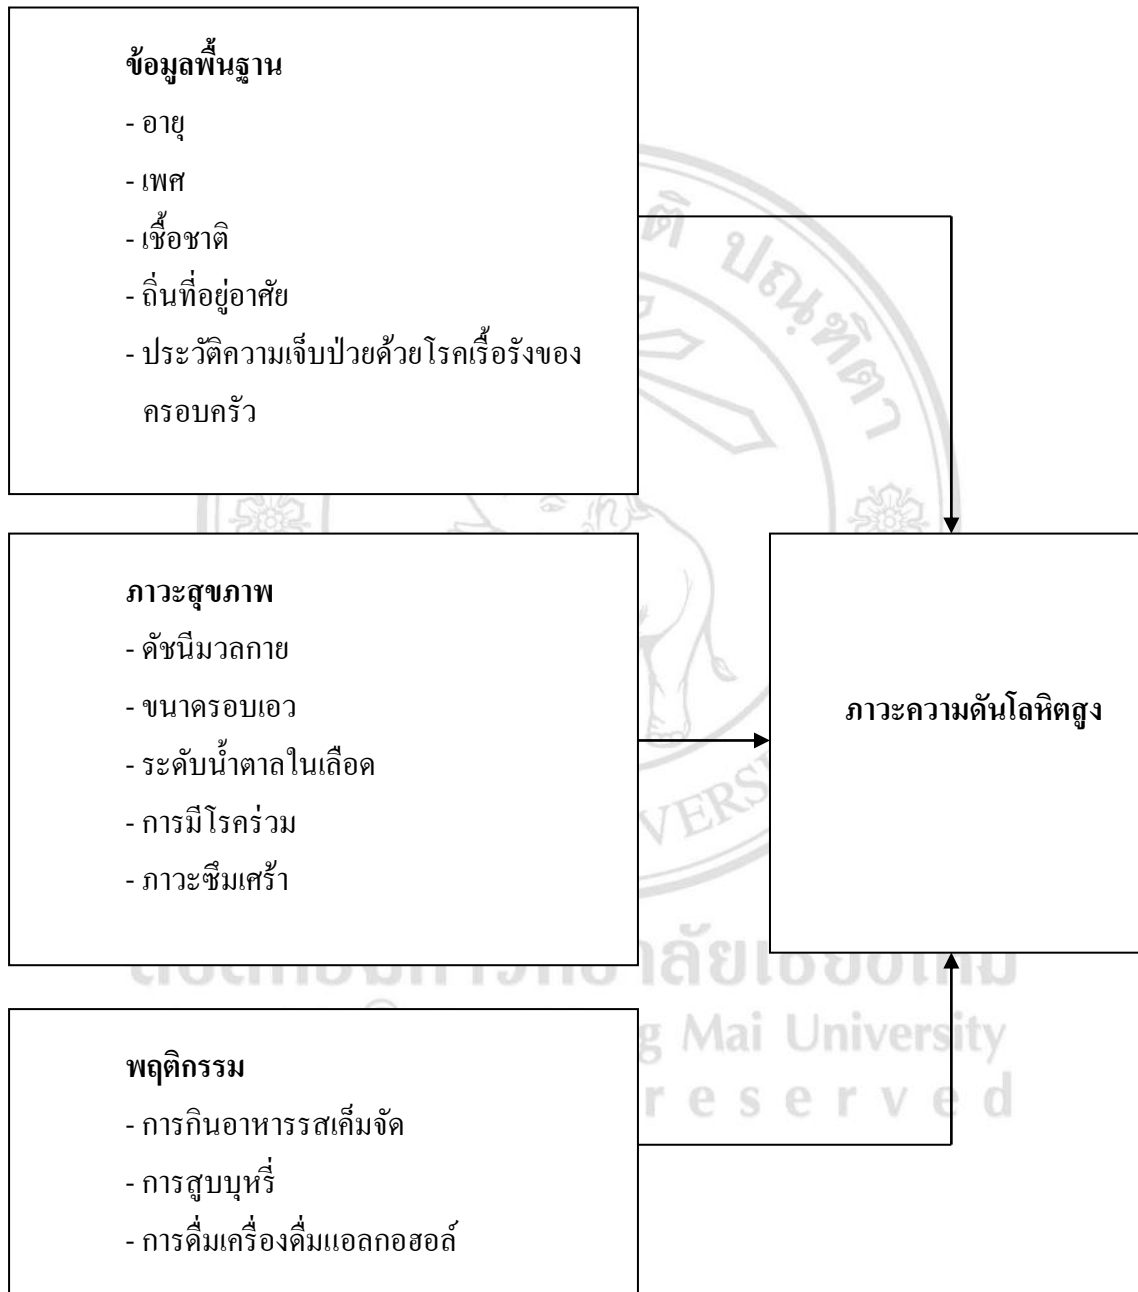 ข้อมูลพื้นฐาน
- อายุ
- เพศ
- เชื้อชาติ
- ถิ่นที่อยู่อาศัย
- ประวัติความเจ็บป่วยด้วยโรคเรื้อรังของ
ครอบครัว
ภาวะสุขภาพ
- ดัชนีมวลกาย
- ขนาดรอบเอว
- ระดับน้ำตาลในเลือด
- การมีโรคร่วม
- ภาวะซึมเศร้า
ภาวะความดันโลหิตสูง
พฤติกรรม
- การกินอาหารรสเค็มจัด
- การสูบบุหรี่
- การดื่มเครื่องดื่มแอลกอฮอล์
ปณฺฑิตา
Mai University
reserved